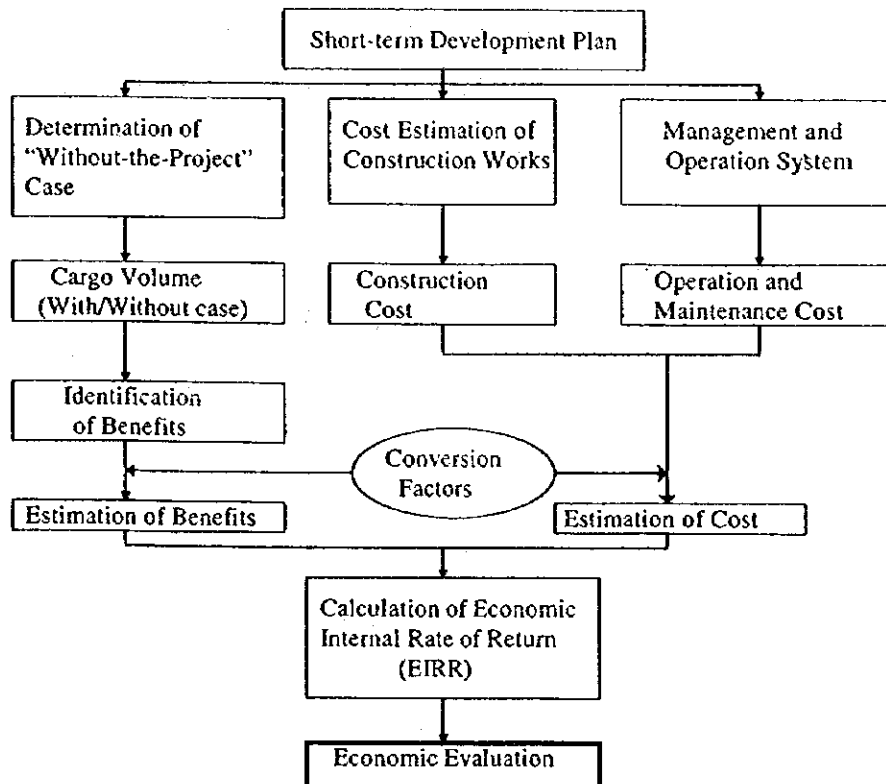 Short-term Development Plan
Determination of
“Without-the-Project”
Case
Cost Estimation of
Construction Works
Management and
Operation System
Cargo Volume
(With/Without case)
Construction
Cost
Operation and
Maintenance Cost
Identification
of Benefits
Conversion
Factors
Estimation of Benefits
Estimation of Cost
Calculation of Economic
Internal Rate of Return
(EIRR)
Economic Evaluation